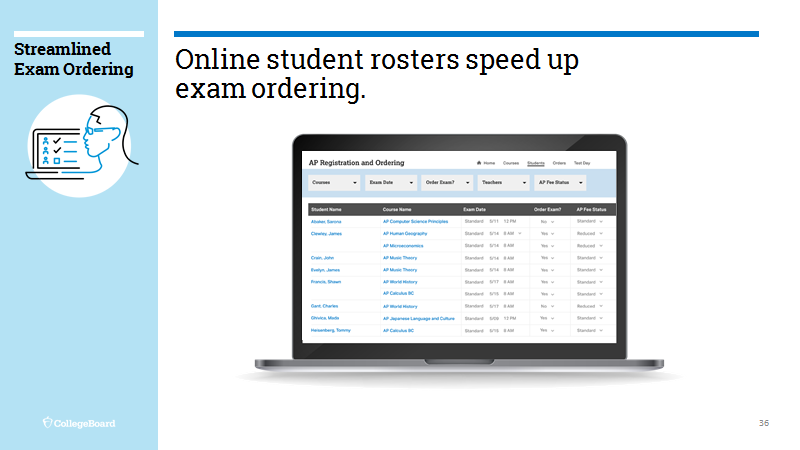 Streamlined
Exam Ordering
Online student rosters speed up
exam ordering.
AP Registration and Ordering
Home Courses Students Orders Test Day
Courses Exam Date Order Exam? Teachers AP Fee Status
Student Name Course Name Exam Date Order Exam? AP Fee Status
AP Computer Science Principles Standard 5/11 12 PM No Standard
Clawley, James AP Human Geography Standard 5/14 8 AM Yes Reduced
AP Microeconomics Standard 5/14 8 AM Yes Reduced
Crain, John AP Music Theory Standard 5/14 8 AM Yes Standard
Evelyn, James AP Music Theory Standard 5/14 8 AM Yes Standard
Francis, Shawn AP World History Standard 5/17 8 AM Yes Standard
AP Calculus BC Standard 5/15 8 AM Yes Standard
Gant, Charles AP World History Standard 5/17 8 AM No Reduced
AP Japanese Language and Culture Standard 12 PM Yes Standard
Heisenberg, Tommy AP Calculus BC Standard 5/15 8 AM Yes Standard
CollegeBoard
36